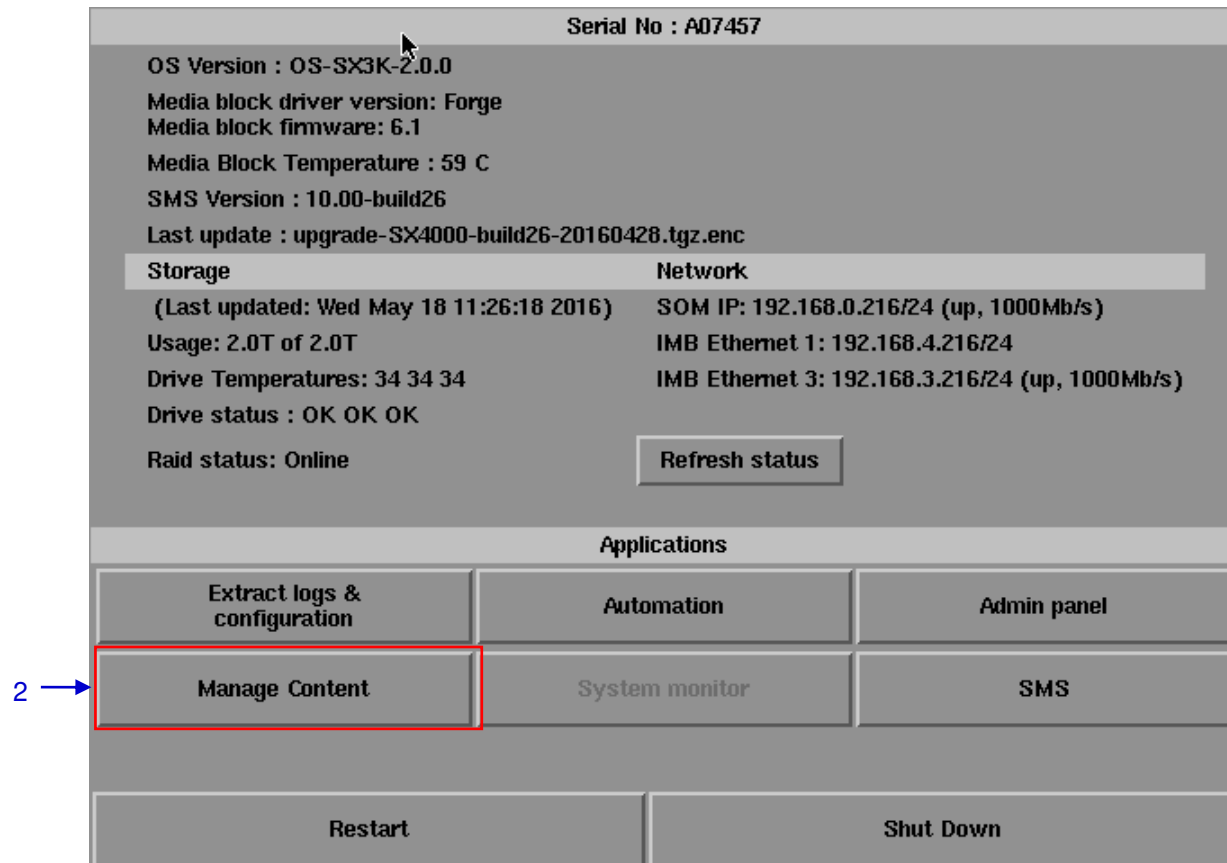 Serial No : A07457
OS Version : OS-SX3K-2.0.0
Media block driver version: Forge
Media block firmware: 6.1
Media Block Temperature : 59 C
SMS Version : 10.00-build26
Last update : upgrade-SX4000-build26-20160428.tgz.enc
Storage
Network
(Last updated: Wed May 18 11:26:18 2016)
SOM IP: 192.168.0.216/24 (up, 1000Mb/s)
Usage: 2.0T of 2.0T
IMB Ethernet 1: 192.168.4.216/24
Drive Temperatures: 34 34 34
IMB Ethernet 3: 192.168.3.216/24 (up, 1000Mb/s)
Drive status : OK OK OK
Raid status: Online
Refresh status
Applications
Extract logs &
configuration
Automation
Admin panel
2
Manage Content
System monitor
SMS
Restart
Shut Down